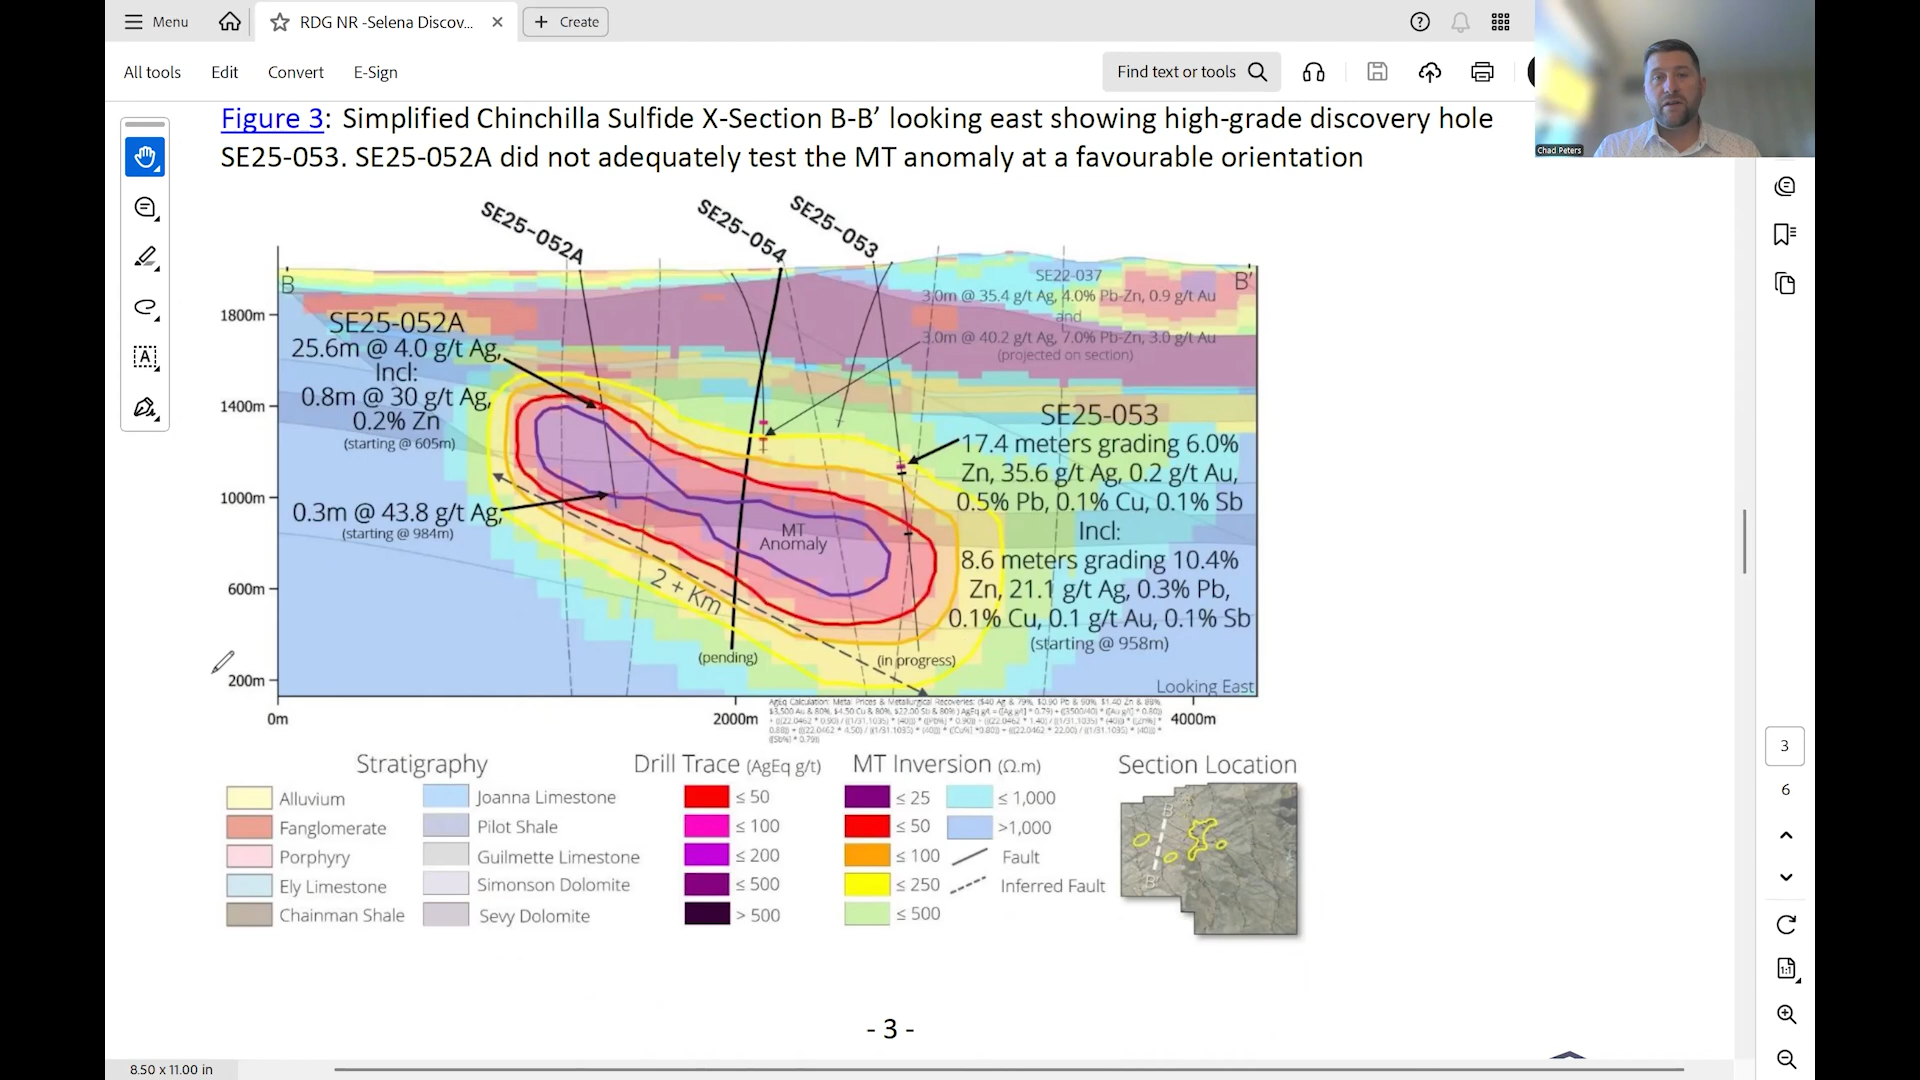 Menu
RDG NR -Selena Discov...
Create
All tools
Edit
Convert
E-Sign
Find text or tools
Chad Peters
Figure 3: Simplified Chinchilla Sulfide X-Section B-B’ looking east showing high-grade discovery hole
SE25-053. SE25-052A did not adequately test the MT anomaly at a favourable orientation
SE25-052A
SE25-054
SE25-053
B
B'
1800m
1400m
1000m
600m
200m
SE25-052A
25.6m @ 4.0 g/t Ag,
Incl:
0.8m @ 30 g/t Ag,
0.2% Zn
(starting @ 605m)
0.3m @ 43.8 g/t Ag,
(starting @ 984m)
SE22-037
3.0m @ 35.4 g/t Ag, 4.0% Pb-Zn, 0.9 g/t Au
and
3.0m @ 40.2 g/t Ag, 7.0% Pb-Zn, 3.0 g/t Au
(projected on section)
SE25-053
17.4 meters grading 6.0%
Zn, 35.6 g/t Ag, 0.2 g/t Au,
0.5% Pb, 0.1% Cu, 0.1% Sb
Incl:
8.6 meters grading 10.4%
Zn, 21.1 g/t Ag, 0.3% Pb,
0.1% Cu, 0.1 g/t Au, 0.1% Sb
(starting @ 958m)
MT
Anomaly
2 + Km
(pending)
(in progress)
Looking East
0m
2000m
4000m
AgEq Calculation: Metal Prices & Metallurgical Recoveries:
Stratigraphy
Alluvium
Fanglomerate
Porphyry
Ely Limestone
Chainman Shale
Joanna Limestone
Pilot Shale
Guilmette Limestone
Simonson Dolomite
Sevy Dolomite
Drill Trace (AgEq g/t)
≤ 50
≤ 100
≤ 200
≤ 500
> 500
MT Inversion (Ω.m)
≤ 25
≤ 50
≤ 100
≤ 250
≤ 500
≤ 1,000
>1,000
Fault
Inferred Fault
Section Location
B'
B
- 3 -
3
6
8.50 x 11.00 in